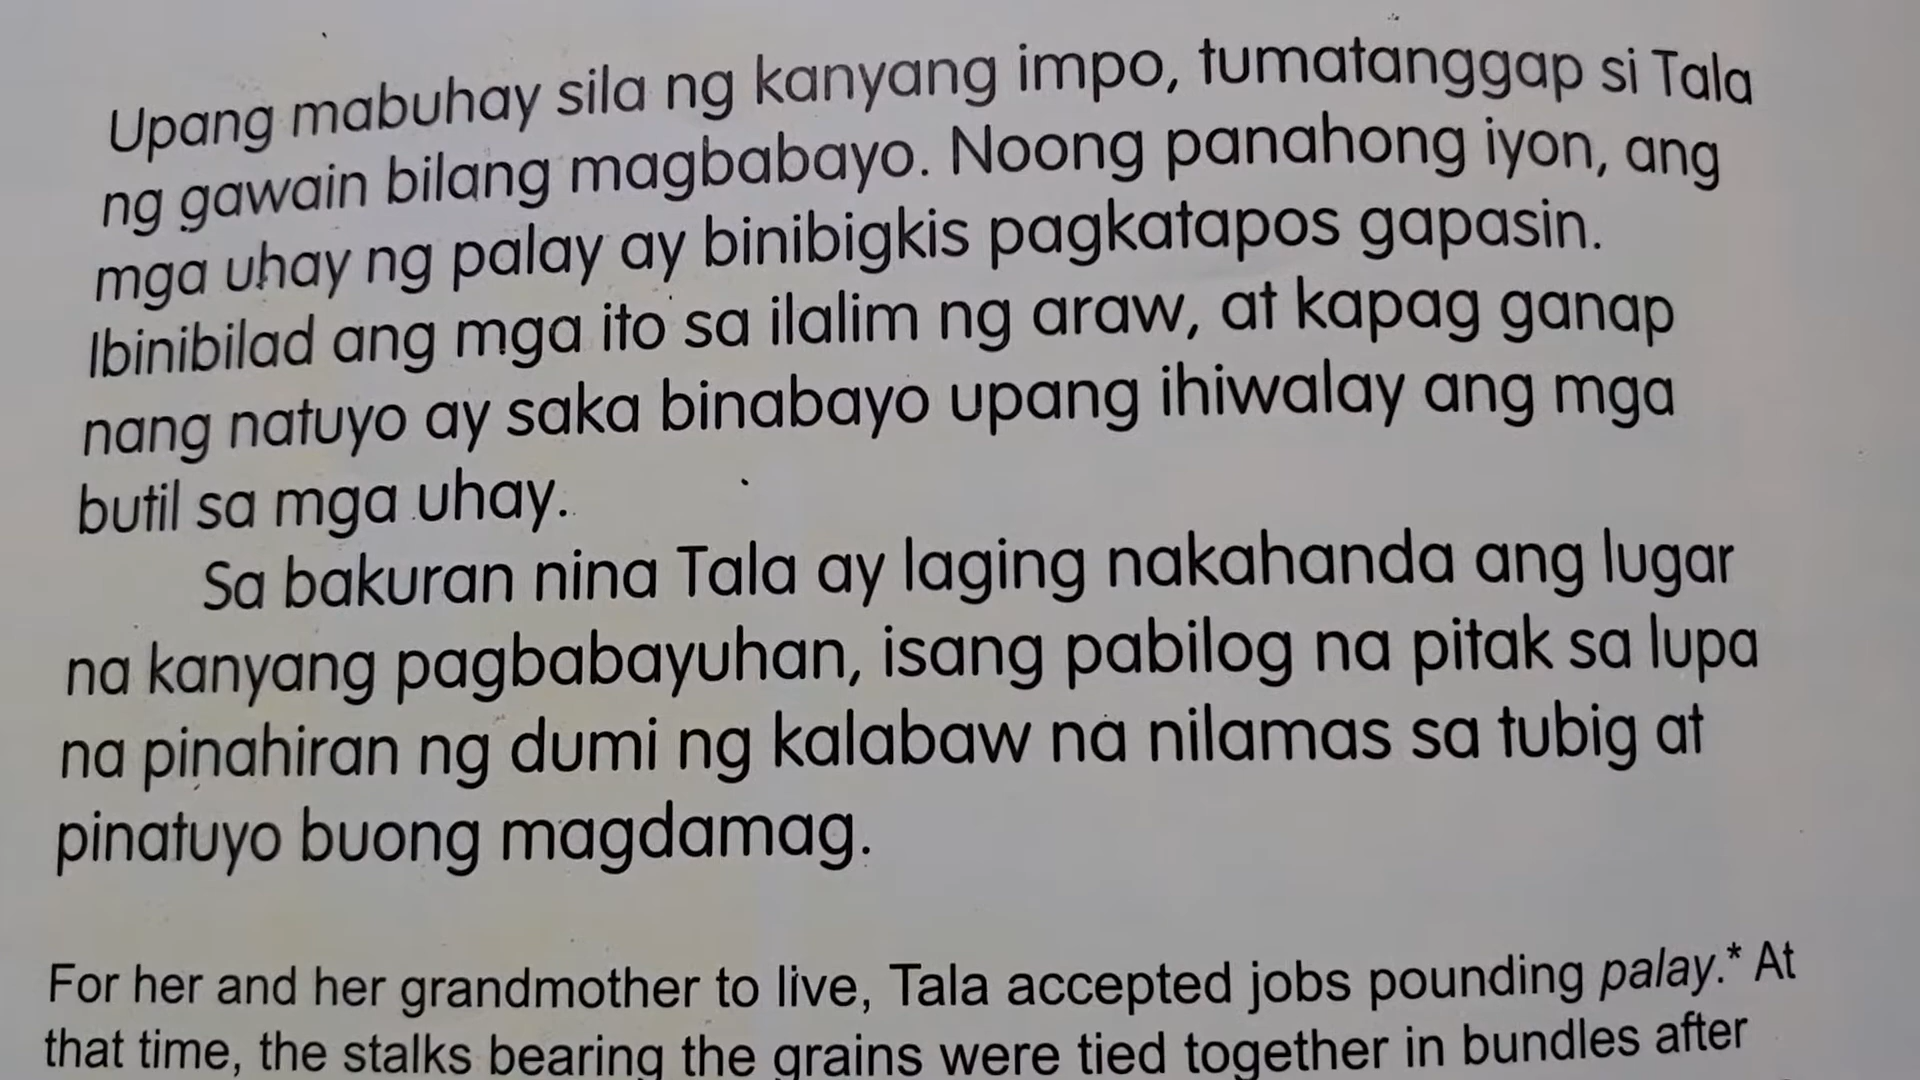 Upang mabuhay sila ng kanyang impo, tumatanggap si Tala
ng gawain bilang magbabayo. Noong panahong iyon, ang
mga uhay ng palay ay binibigkis pagkatapos gapasin.
Ibinibilad ang mga ito sa ilalim ng araw, at kapag ganap
nang natuyo ay saka binabayo upang ihiwalay ang mga
butil sa mga uhay.
Sa bakuran nina Tala ay laging nakahanda ang lugar
na kanyang pagbabayuhan, isang pabilog na pitak sa lupa
na pinahiran ng dumi ng kalabaw na nilamas sa tubig at
pinatuyo buong magdamag.
For her and her grandmother to live, Tala accepted jobs pounding palay.* At
that time, the stalks bearing the grains were tied together in bundles after